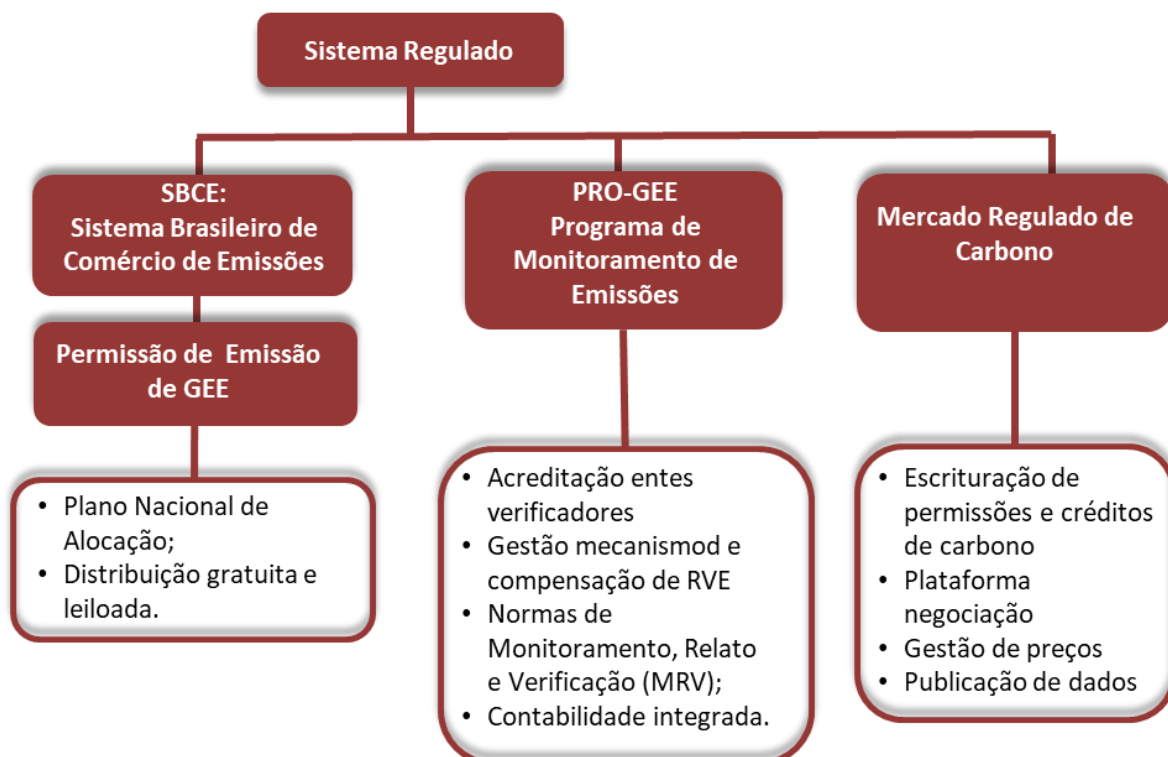 Sistema Regulado
SBCE:
Sistema Brasileiro de
Comércio de Emissões
Permissão de Emissão
de GEE
• Plano Nacional de
Alocação;
• Distribuição gratuita e
leiloada.
PRO-GEE
Programa de
Monitoramento de
Emissões
• Acreditação entes
verificadores
• Gestão mecanismod e
compensação de RVE
• Normas de
Monitoramento, Relato
e Verificação (MRV);
• Contabilidade integrada.
Mercado Regulado de
Carbono
• Escrituração de
permissões e créditos
de carbono
• Plataforma
negociação
• Gestão de preços
• Publicação de dados